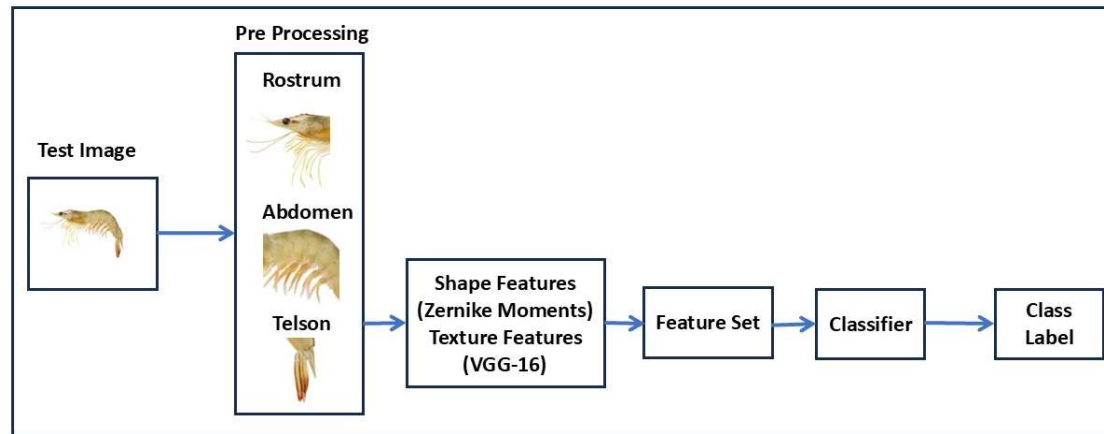 Pre Processing
Rostrum
Test Image
Abdomen
Telson
Shape Features
(Zernike Moments)
Texture Features
(VGG-16)
Feature Set
Classifier
Class
Label